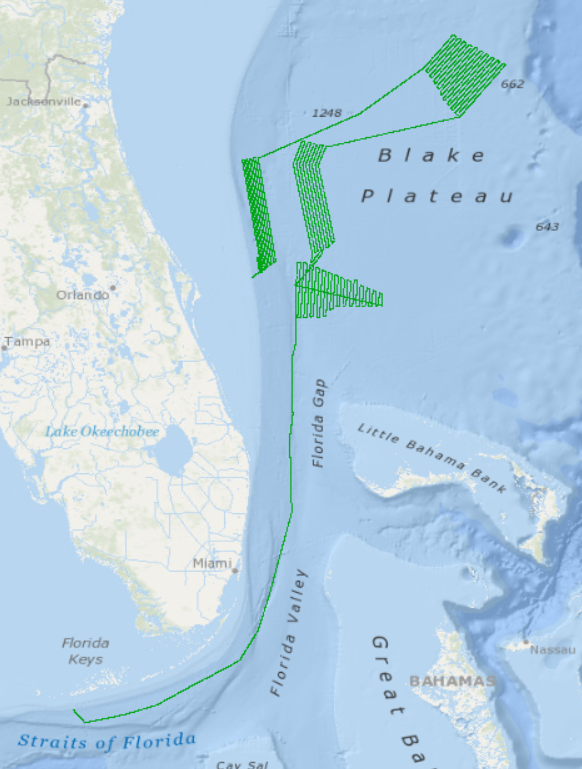 662
1248
Jacksonville
Blake
Plateau
643
Orlando
Tampa
Florida Gap
Lake Okeechobee
Little Bahama Bank
Miami
Florida Valley
Florida
Keys
Great Ba
Nassau
BAHAMAS
Straits of Florida
Cay Sal